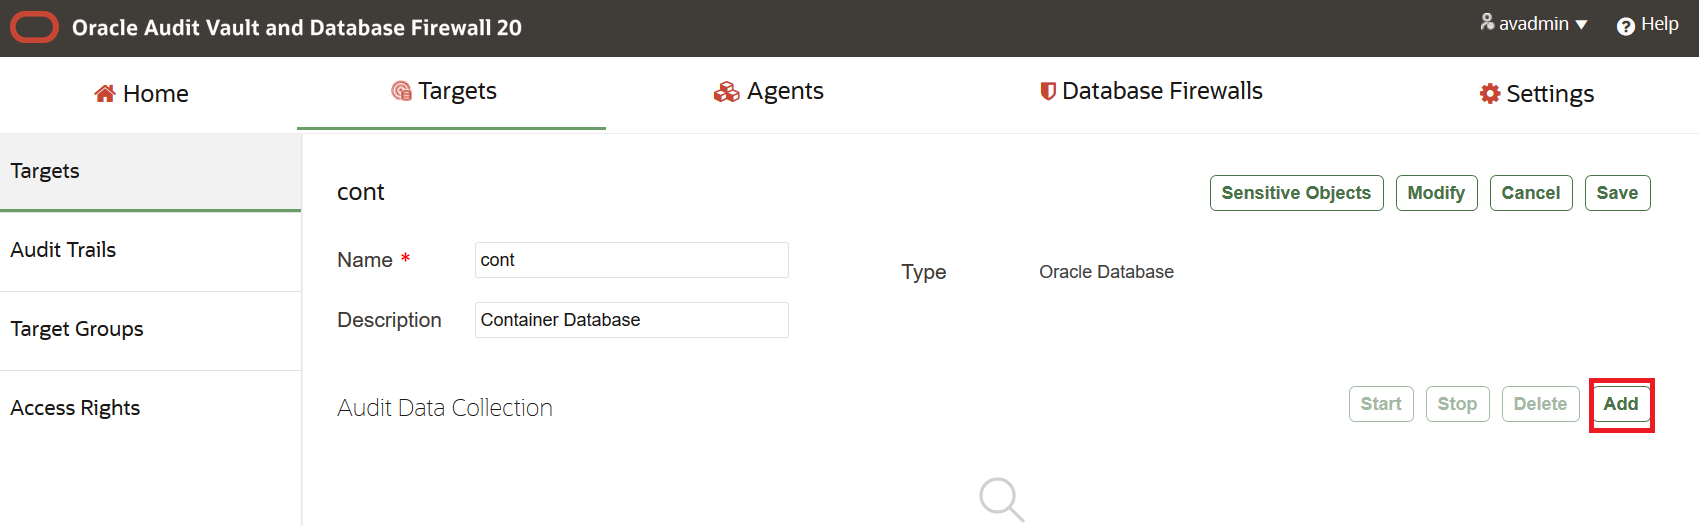 Oracle Audit Vault and Database Firewall 20
avadmin
Help
Home
Targets
Agents
Database Firewalls
Settings
Targets
Audit Trails
Target Groups
Access Rights
cont
Sensitive Objects
Modify
Cancel
Save
Name *
cont
Type
Oracle Database
Description
Container Database
Audit Data Collection
Start
Stop
Delete
Add